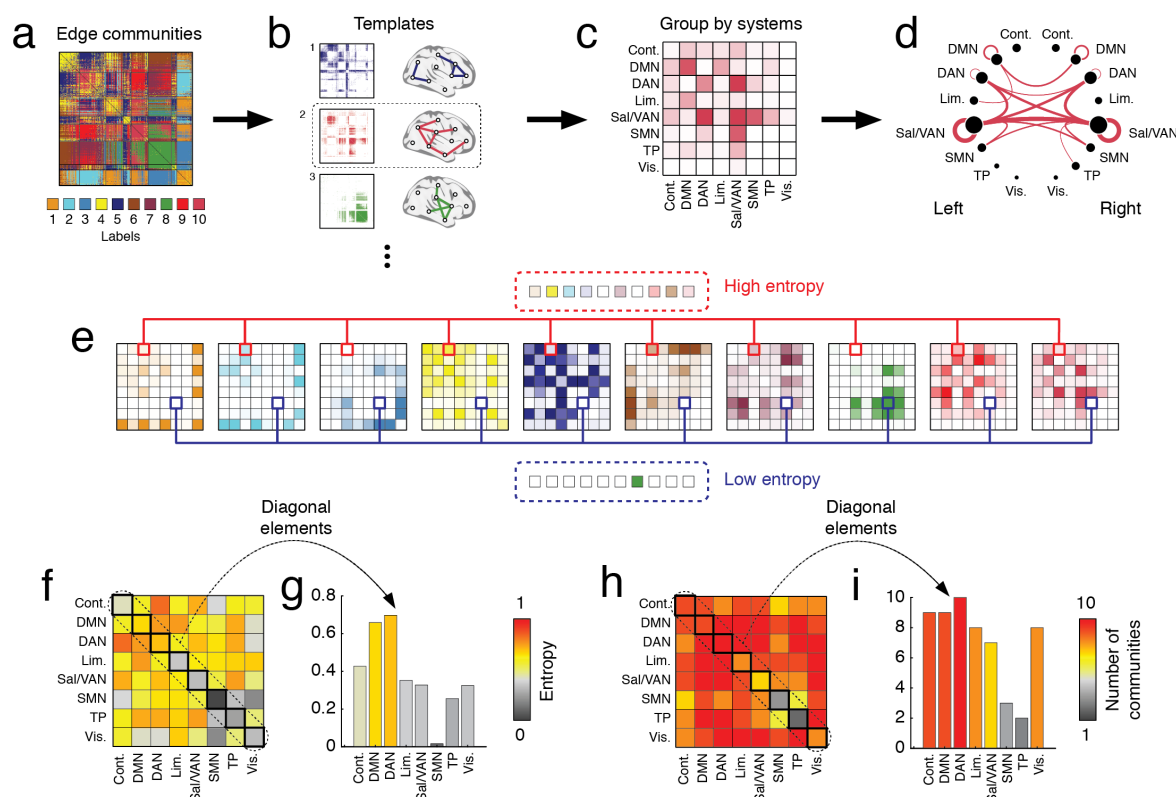 a
Edge communities
1 2 3 4 5 6 7 8 9 10
Labels
b
Templates
1
2
3
c
Group by systems
Cont.
DMN
DAN
Lim.
Sal/VAN
SMN
TP
Vis.
Cont.
DMN
DAN
Lim.
Sal/VAN
SMN
TP
Vis.
d
Cont. Cont.
DMN DMN
DAN DAN
Lim. Lim.
Sal/VAN Sal/VAN
SMN SMN
TP TP
Vis. Vis.
Left Right
High entropy
e
Low entropy
Diagonal
elements
f
Cont.
DMN
DAN
Lim.
Sal/VAN
SMN
TP
Vis.
Cont.
DMN
DAN
Lim.
Sal/VAN
SMN
TP
Vis.
g
0.8
0.6
0.4
0.2
0
Cont.
DMN
DAN
Lim.
Sal/VAN
SMN
TP
Vis.
1
Entropy
0
Diagonal
elements
h
Cont.
DMN
DAN
Lim.
Sal/VAN
SMN
TP
Vis.
Cont.
DMN
DAN
Lim.
Sal/VAN
SMN
TP
Vis.
i
10
8
6
4
2
0
Cont.
DMN
DAN
Lim.
Sal/VAN
SMN
TP
Vis.
10
Number of
communities
1